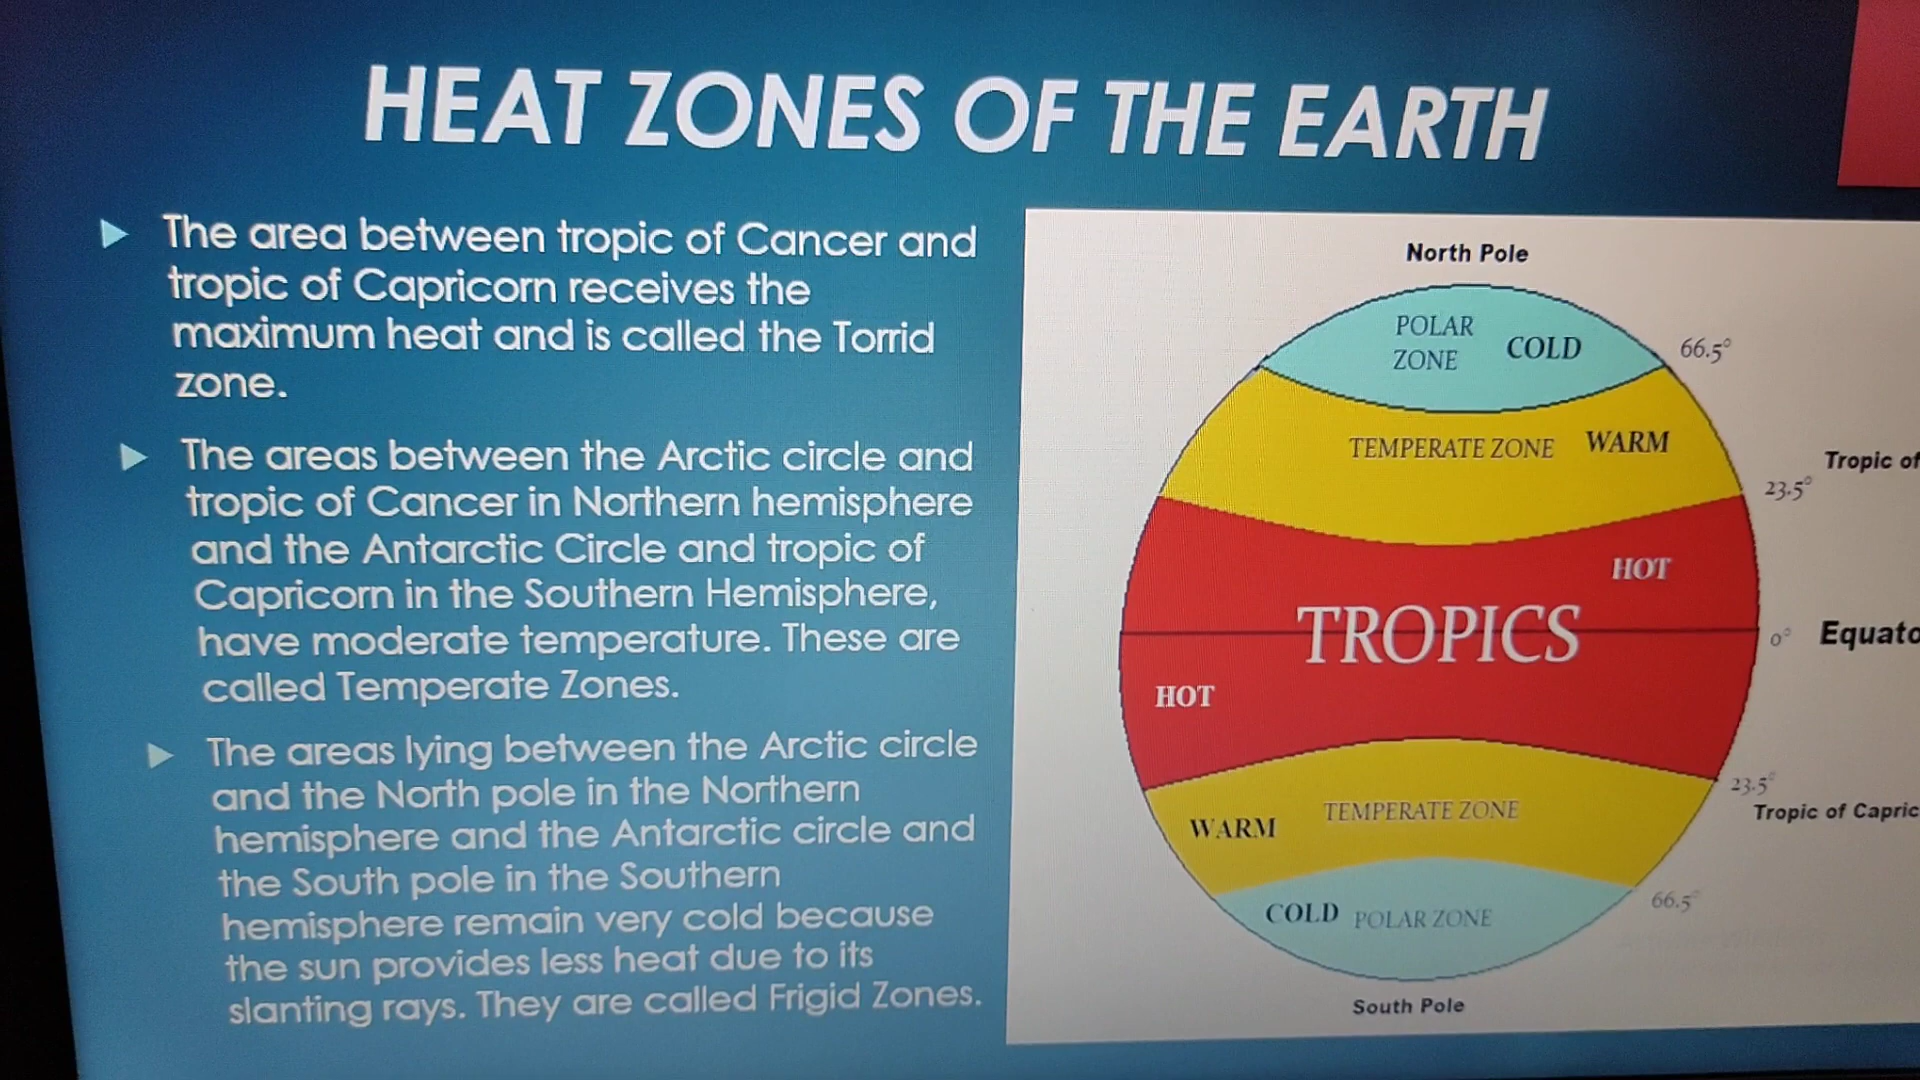 HEAT ZONES OF THE EARTH
The area between tropic of Cancer and
tropic of Capricorn receives the
maximum heat and is called the Torrid
zone.
The areas between the Arctic circle and
tropic of Cancer in Northern hemisphere
and the Antarctic Circle and tropic of
Capricorn in the Southern Hemisphere,
have moderate temperature. These are
called Temperate Zones.
The areas lying between the Arctic circle
and the North pole in the Northern
hemisphere and the Antarctic circle and
the South pole in the Southern
hemisphere remain very cold because
the sun provides less heat due to its
slanting rays. They are called Frigid Zones.
North Pole
POLAR
ZONE
COLD
66.5°
TEMPERATE ZONE WARM
Tropic of
23.5°
HOT
TROPICS
0° Equato
HOT
23.5°
Tropic of Capric
WARM TEMPERATE ZONE
66.5°
COLD POLAR ZONE
South Pole